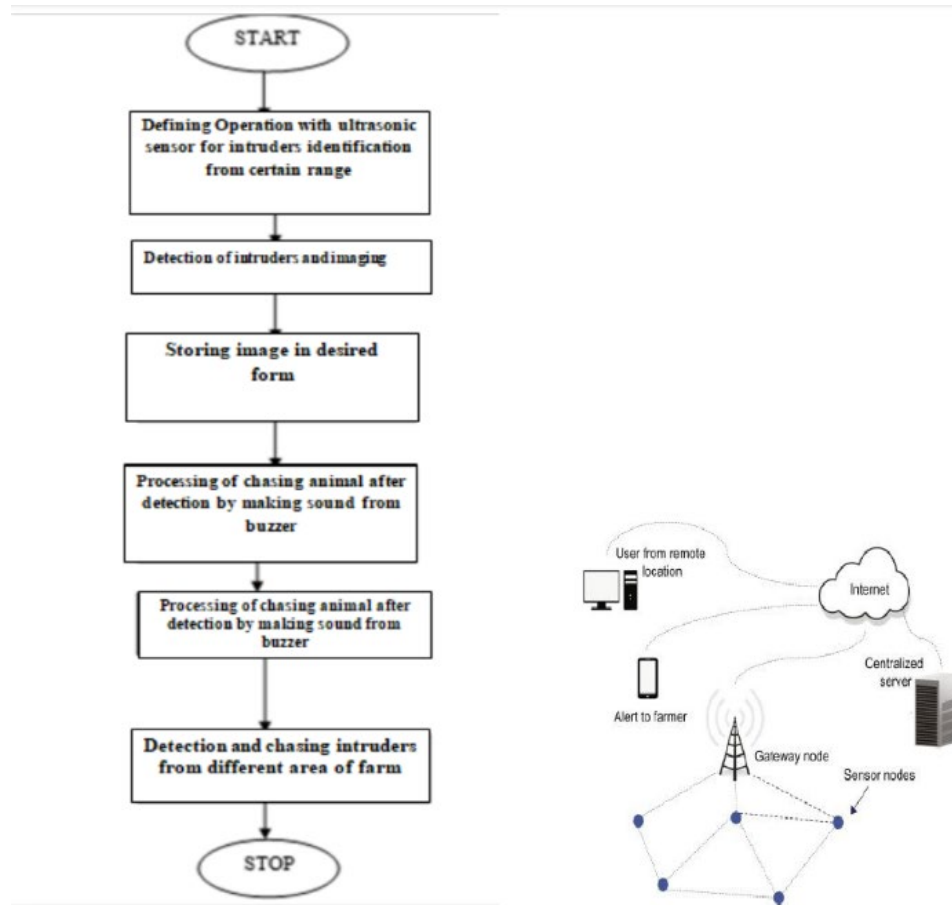 START
Defining Operation with ultrasonic
sensor for intruders identification
from certain range
Detection of intruders and imaging
Storing image in desired
form
Processing of chasing animal after
detection by making sound from
buzzer
Processing of chasing animal after
detection by making sound from
buzzer
Detection and chasing intruders
from different area of farm
STOP
User from remote
location
Internet
Centralized
server
Alert to farmer
Gateway node
Sensor nodes